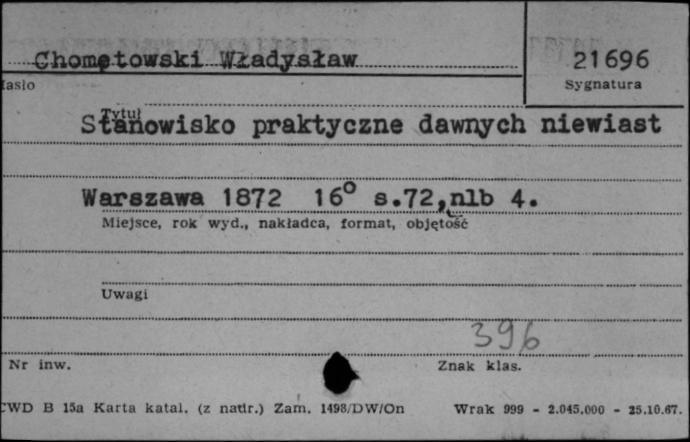 Chomętowski Władysław
21696
Hasło
Sygnatura
Tytuł
Stanowisko praktyczne dawnych niewiast
Warszawa 1872 16° s.72,nlb 4.
Miejsce, rok wyd., nakładca, format, objętość
Uwagi
396
Nr inw.
Znak klas.
CWD B 15a Karta katal. (z nadr.) Zam. 1498/DW/On Wrak 999 - 2.045.000 - 25.10.67.